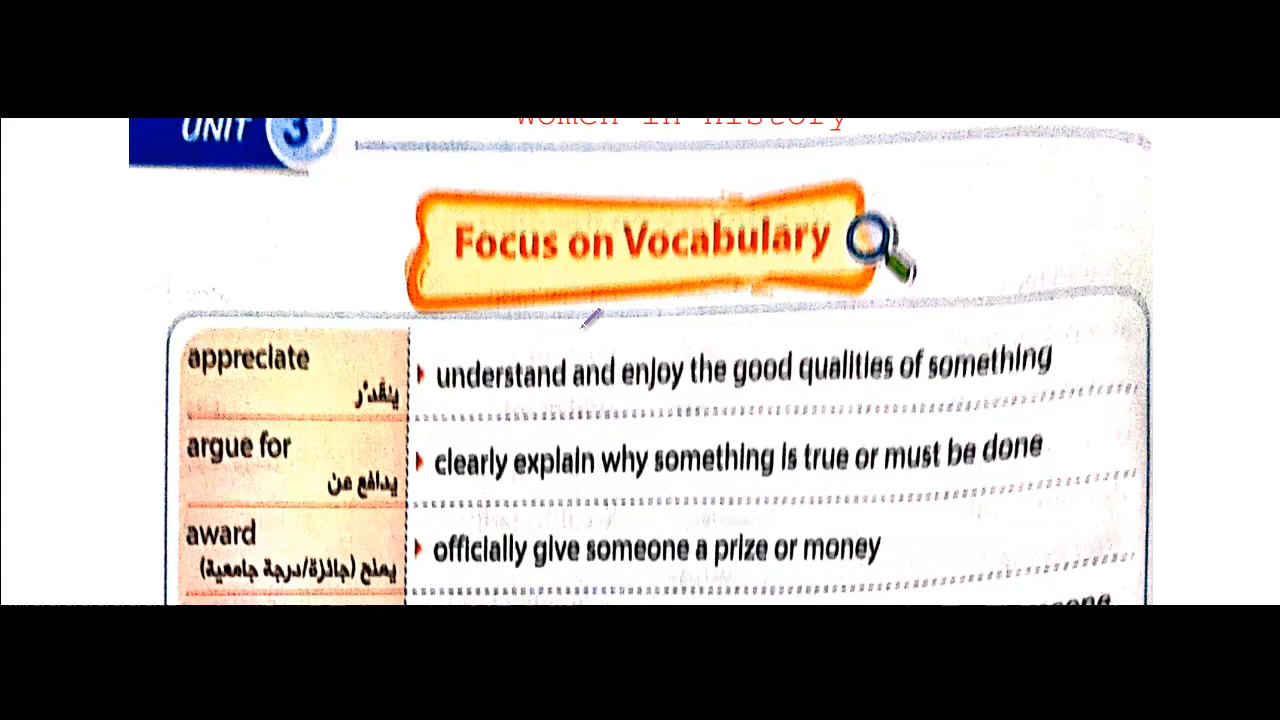 UNIT 3
Women in History
Focus on Vocabulary
appreciate
يتقدّر
understand and enjoy the good qualities of something
argue for
يدافع عن
clearly explain why something is true or must be done
award
يمنح (جائزة/درجة جامعية)
officially give someone a prize or money